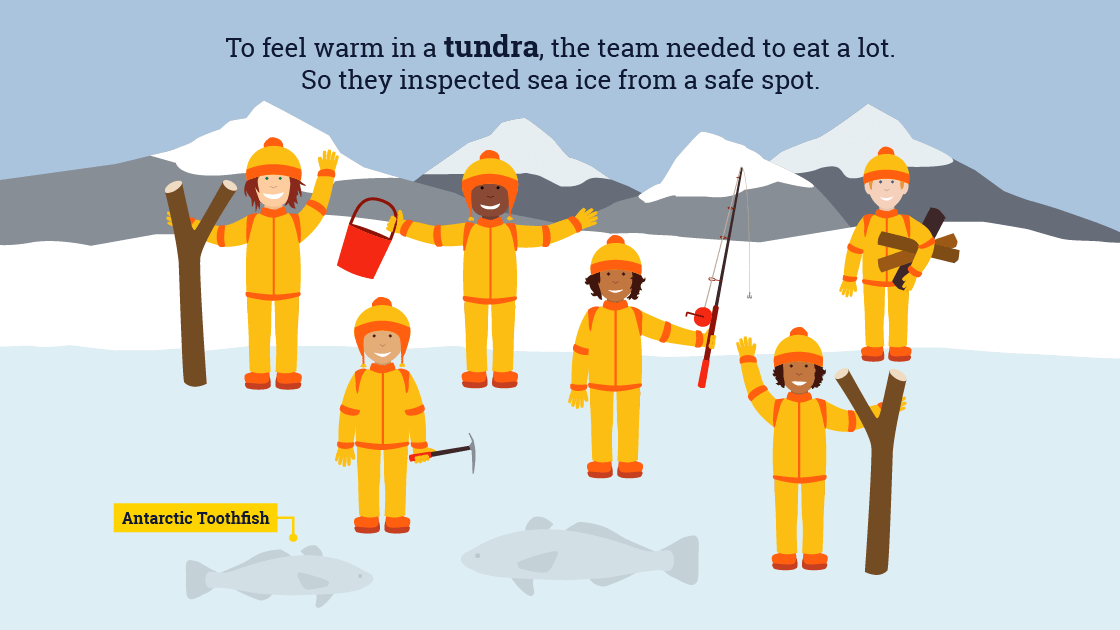 To feel warm in a tundra, the team needed to eat a lot.
So they inspected sea ice from a safe spot.
Antarctic Toothfish